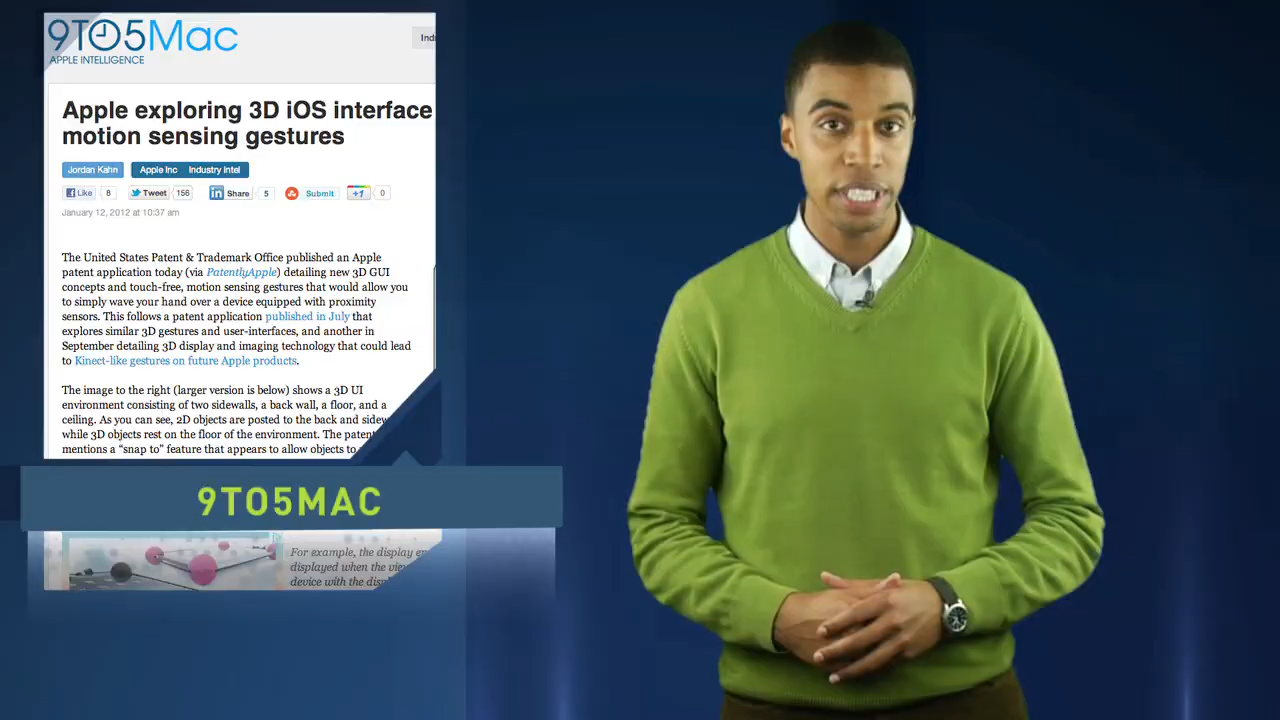 9TO5Mac
APPLE INTELLIGENCE
Apple exploring 3D iOS interface
motion sensing gestures
Jordan Kahn Apple Inc Industry Intel
Like 8 Tweet 156 Share 5 Submit +1 0
January 12, 2012 at 10:37 am
The United States Patent & Trademark Office published an Apple
patent application today (via PatentlyApple) detailing new 3D GUI
concepts and touch-free, motion sensing gestures that would allow you
to simply wave your hand over a device equipped with proximity
sensors. This follows a patent application published in July that
explores similar 3D gestures and user-interfaces, and another in
September detailing 3D display and imaging technology that could lead
to Kinect-like gestures on future Apple products.
The image to the right (larger version is below) shows a 3D UI
environment consisting of two sidewalls, a back wall, a floor, and a
ceiling. As you can see, 2D objects are posted to the back and
while 3D objects rest on the floor of the environment. The
mentions a “snap to” feature that appears to allow objects to
9TO5MAC
For example, the display
displayed when the
device with the